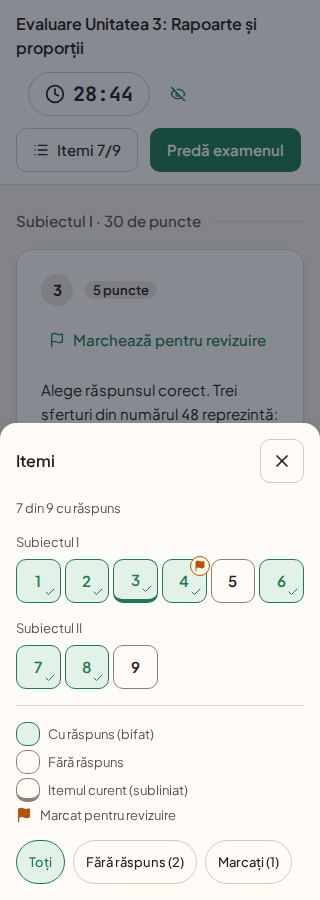 Evaluare Unitatea 3: Rapoarte și
proporții
28:44
Itemi 7/9
Predă examenul
Subiectul I · 30 de puncte
3
5 puncte
Marchează pentru revizuire
Alege răspunsul corect. Trei
sferturi din numărul 48 reprezintă:
Itemi
7 din 9 cu răspuns
Subiectul I
1 2 3 4 5 6
Subiectul II
7 8 9
Cu răspuns (bifat)
Fără răspuns
Itemul curent (subliniat)
Marcat pentru revizuire
Toți
Fără răspuns (2)
Marcați (1)